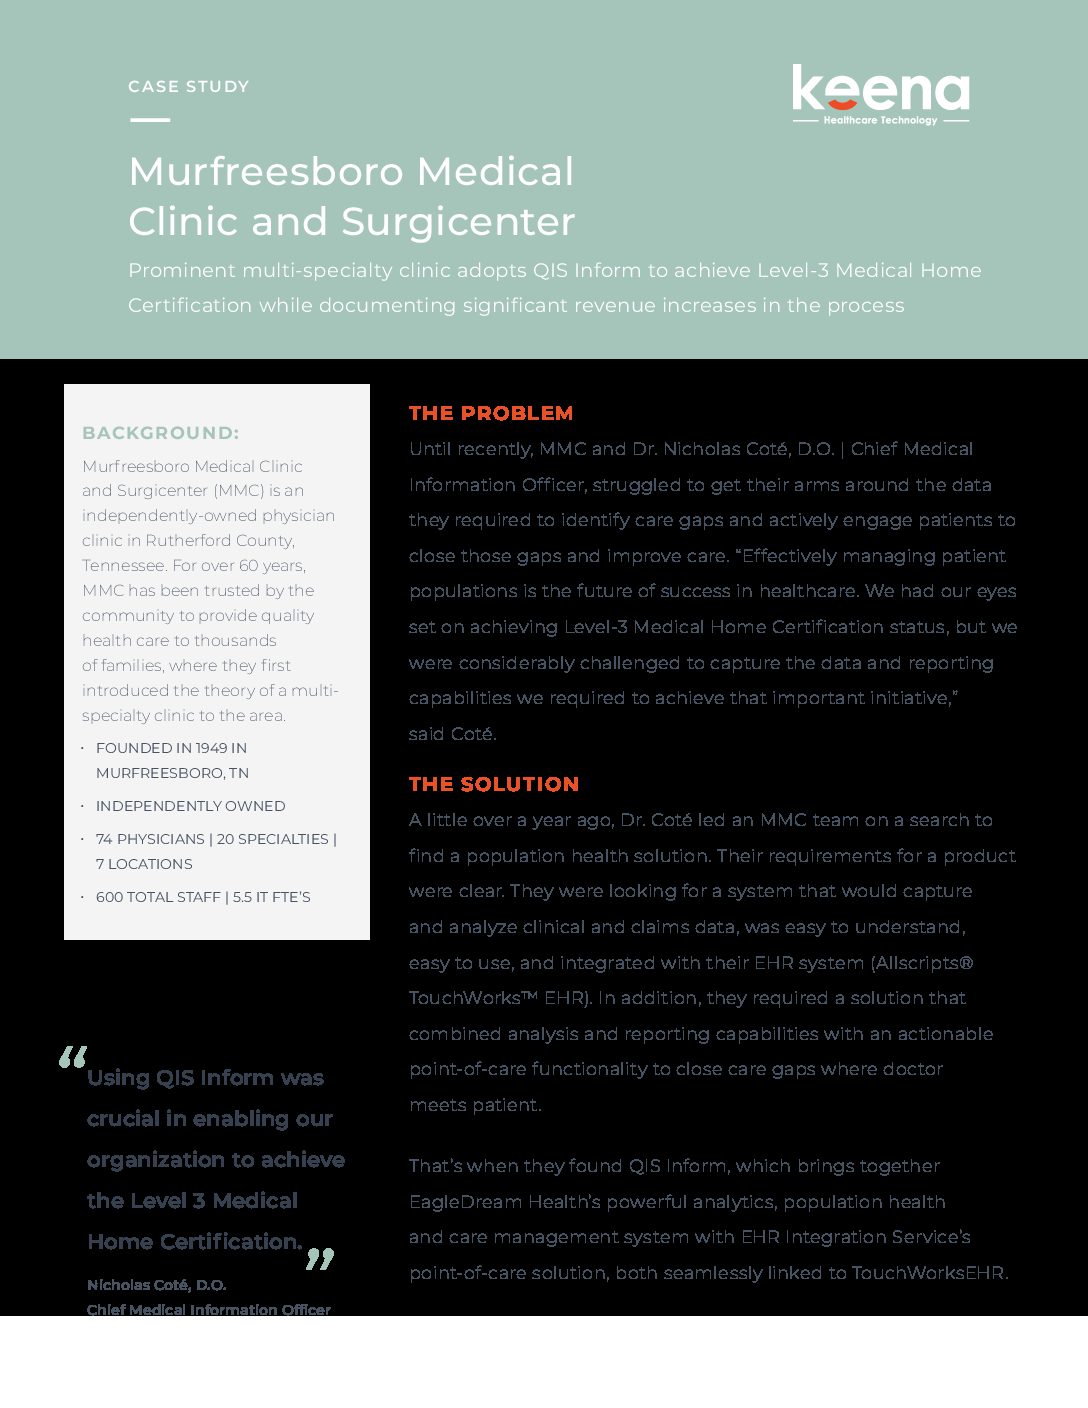 CASE STUDY
keena
Healthcare Technology
Murfreesboro Medical
Clinic and Surgicenter
Prominent multi-specialty clinic adopts QIS Inform to achieve Level-3 Medical Home
Certification while documenting significant revenue increases in the process
BACKGROUND:
Murfreesboro Medical Clinic
and Surgicenter (MMC) is an
independently-owned physician
clinic in Rutherford County,
Tennessee. For over 60 years,
MMC has been trusted by the
community to provide quality
health care to thousands
of families, where they first
introduced the theory of a multi-
specialty clinic to the area.
· FOUNDED IN 1949 IN
MURFREESBORO, TN
· INDEPENDENTLY OWNED
· 74 PHYSICIANS | 20 SPECIALTIES |
7 LOCATIONS
· 600 TOTAL STAFF | 5.5 IT FTE’S
“Using QIS Inform was
crucial in enabling our
organization to achieve
the Level 3 Medical
Home Certification.”
Nicholas Coté, D.O.
Chief Medical Information Officer
THE PROBLEM
Until recently, MMC and Dr. Nicholas Coté, D.O. | Chief Medical
Information Officer, struggled to get their arms around the data
they required to identify care gaps and actively engage patients to
close those gaps and improve care. “Effectively managing patient
populations is the future of success in healthcare. We had our eyes
set on achieving Level-3 Medical Home Certification status, but we
were considerably challenged to capture the data and reporting
capabilities we required to achieve that important initiative,”
said Coté.
THE SOLUTION
A little over a year ago, Dr. Coté led an MMC team on a search to
find a population health solution. Their requirements for a product
were clear. They were looking for a system that would capture
and analyze clinical and claims data, was easy to understand,
easy to use, and integrated with their EHR system (Allscripts®
TouchWorks™ EHR). In addition, they required a solution that
combined analysis and reporting capabilities with an actionable
point-of-care functionality to close care gaps where doctor
meets patient.
That’s when they found QIS Inform, which brings together
EagleDream Health’s powerful analytics, population health
and care management system with EHR Integration Service’s
point-of-care solution, both seamlessly linked to TouchWorksEHR.